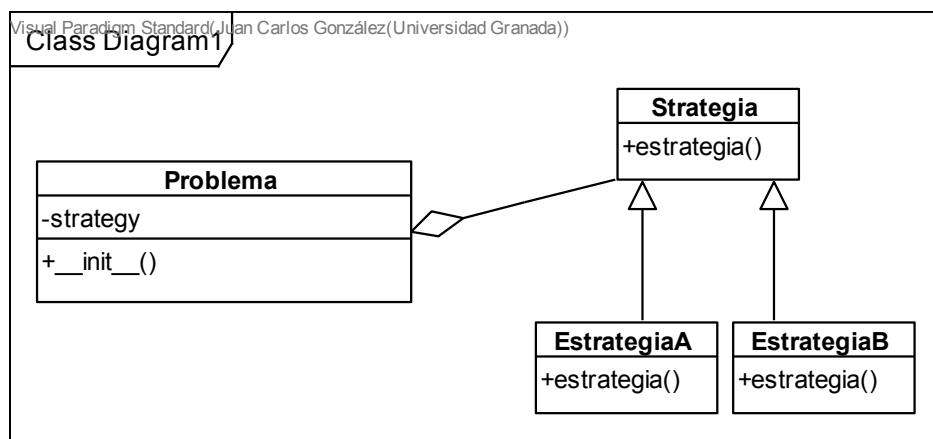 Visual Paradigm Standard(Juan Carlos González(Universidad Granada))
Class Diagram1
Strategia
+estrategia()
Problema
-strategy
+__init__()
EstrategiaA
+estrategia()
EstrategiaB
+estrategia()